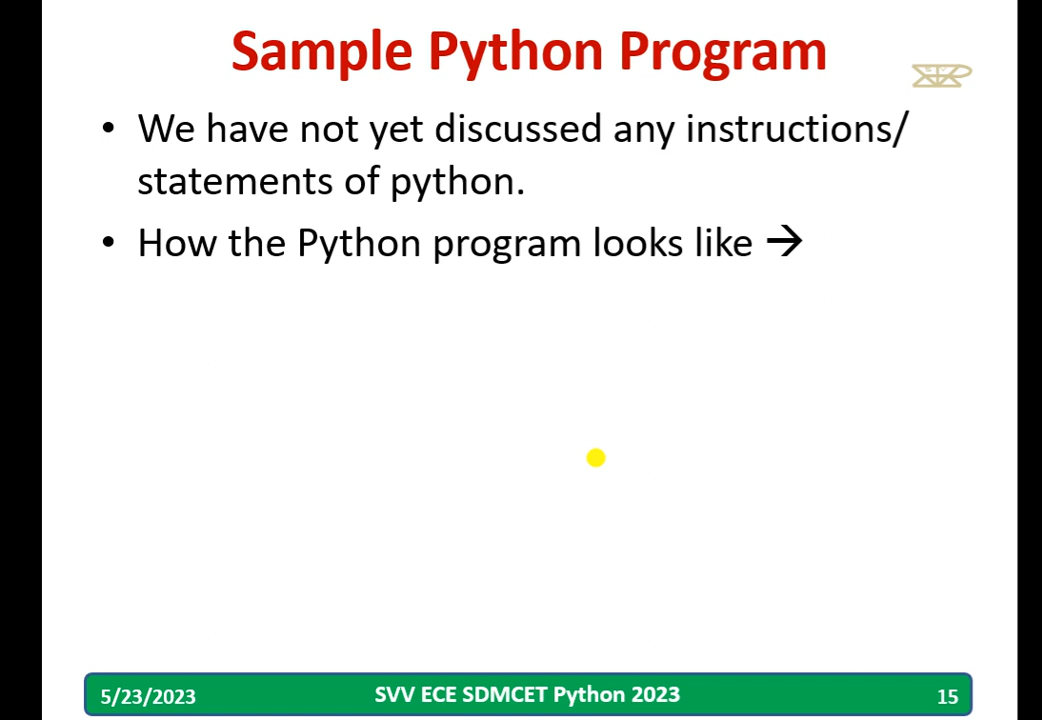 Sample Python Program
• We have not yet discussed any instructions/
statements of python.
• How the Python program looks like →
5/23/2023 SVV ECE SDMCET Python 2023 15